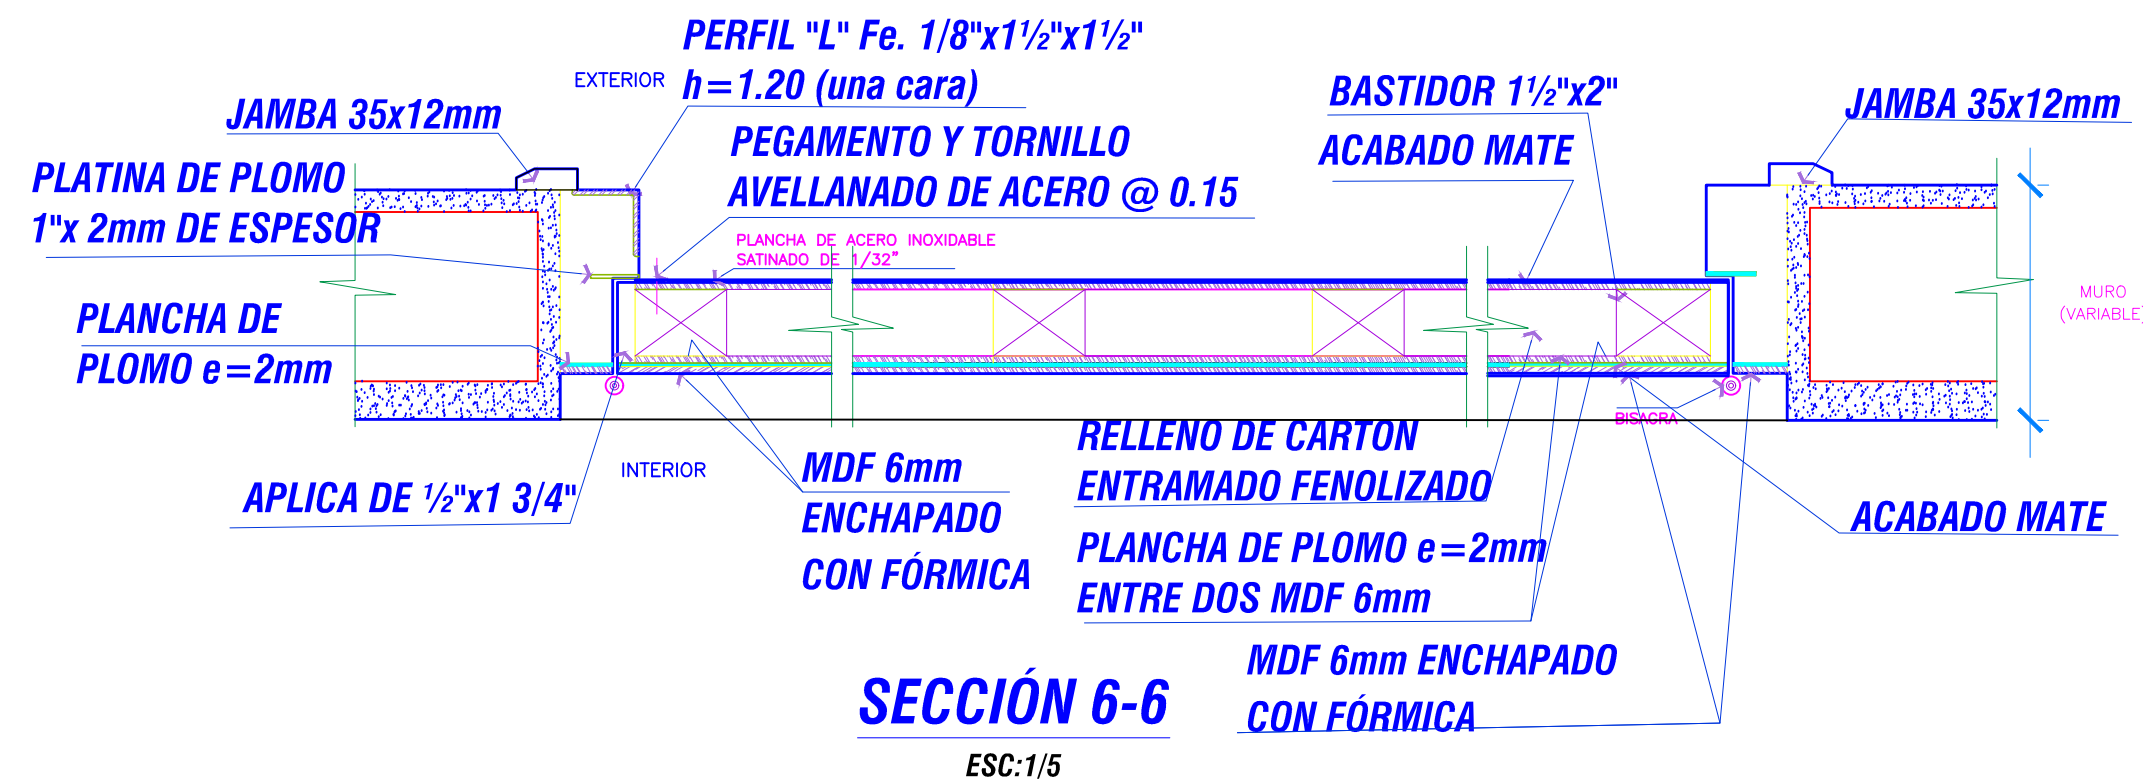 PERFIL "L" Fe. 1/8"x1½"x1½"
h=1.20 (una cara)
EXTERIOR
JAMBA 35x12mm
BASTIDOR 1½"x2"
JAMBA 35x12mm
PEGAMENTO Y TORNILLO
AVELLANADO DE ACERO @ 0.15
ACABADO MATE
PLATINA DE PLOMO
1"x 2mm DE ESPESOR
PLANCHA DE ACERO INOXIDABLE
SATINADO DE 1/32"
PLANCHA DE
PLOMO e=2mm
MURO
(VARIABLE)
BISAGRA
INTERIOR
APLICA DE ½"x1 3/4"
MDF 6mm
ENCHAPADO
CON FÓRMICA
RELLENO DE CARTON
ENTRAMADO FENOLIZADO
PLANCHA DE PLOMO e=2mm
ENTRE DOS MDF 6mm
ACABADO MATE
MDF 6mm ENCHAPADO
CON FÓRMICA
SECCIÓN 6-6
ESC:1/5